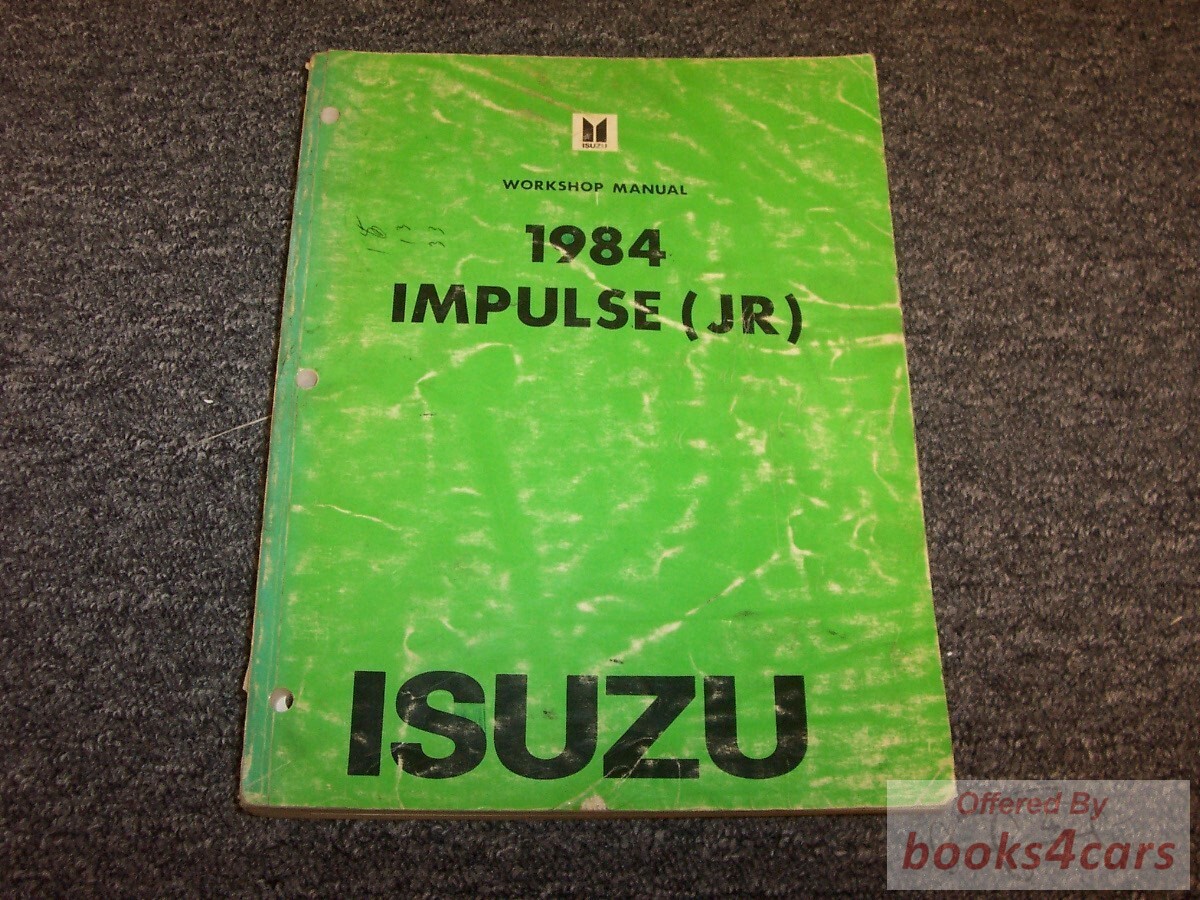 ISUZU
WORKSHOP MANUAL
1984
IMPULSE (JR)
ISUZU
Offered By
books4cars